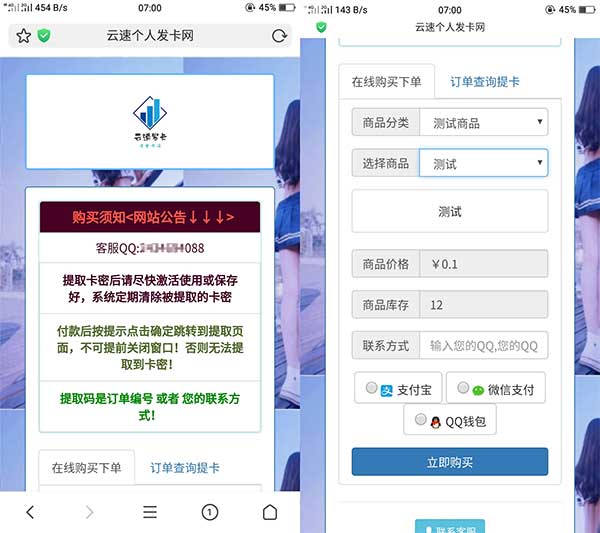 454 B/s
07:00
45%
云速个人发卡网
购买须知<网站公告↓↓↓>
客服QQ:088
提取卡密后请尽快激活使用或保存
好，系统定期清除被提取的卡密
付款后按提示点击确定跳转到提取页
面，不可提前关闭窗口！否则无法提
取到卡密！
提取码是订单编号 或者 您的联系方
式！
在线购买下单
订单查询提卡
1
143 B/s
07:00
45%
云速个人发卡网
在线购买下单
订单查询提卡
商品分类
测试商品
选择商品
测试
测试
商品价格
￥0.1
商品库存
12
联系方式
输入您的QQ,您的QQ
支付宝
微信支付
QQ钱包
立即购买
联系客服